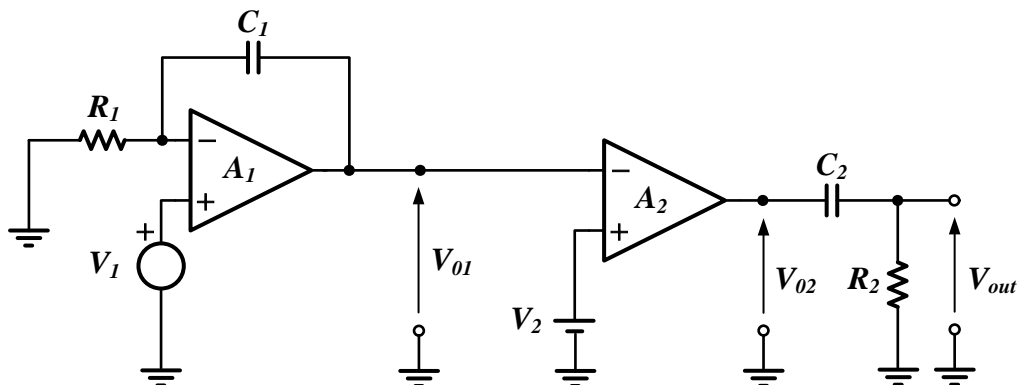 C1
R1
−
A1
+
+
V1
V01
−
A2
+
V2
C2
V02
R2
Vout